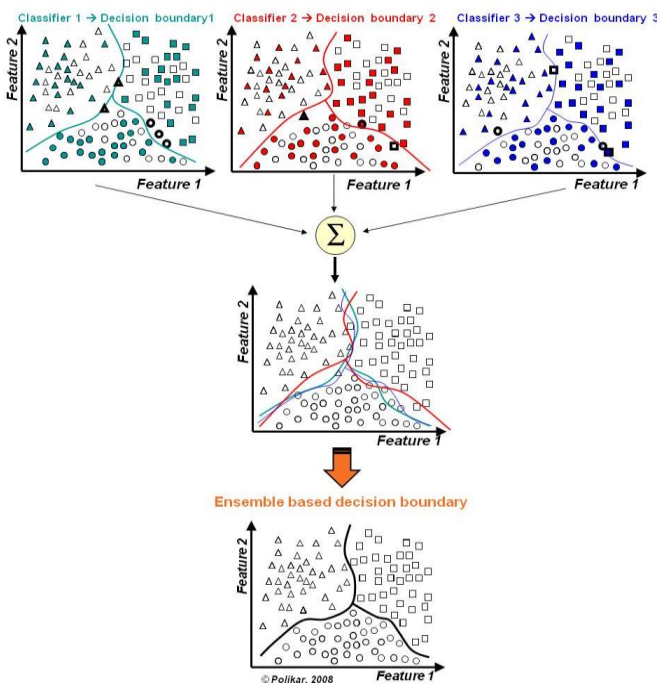 Classifier 1 → Decision boundary1
Classifier 2 → Decision boundary 2
Classifier 3 → Decision boundary 3
Feature 2
Feature 1
Feature 2
Feature 1
Feature 2
Feature 1
Σ
Feature 2
Feature 1
Ensemble based decision boundary
Feature 2
Feature 1
© Polikar, 2008